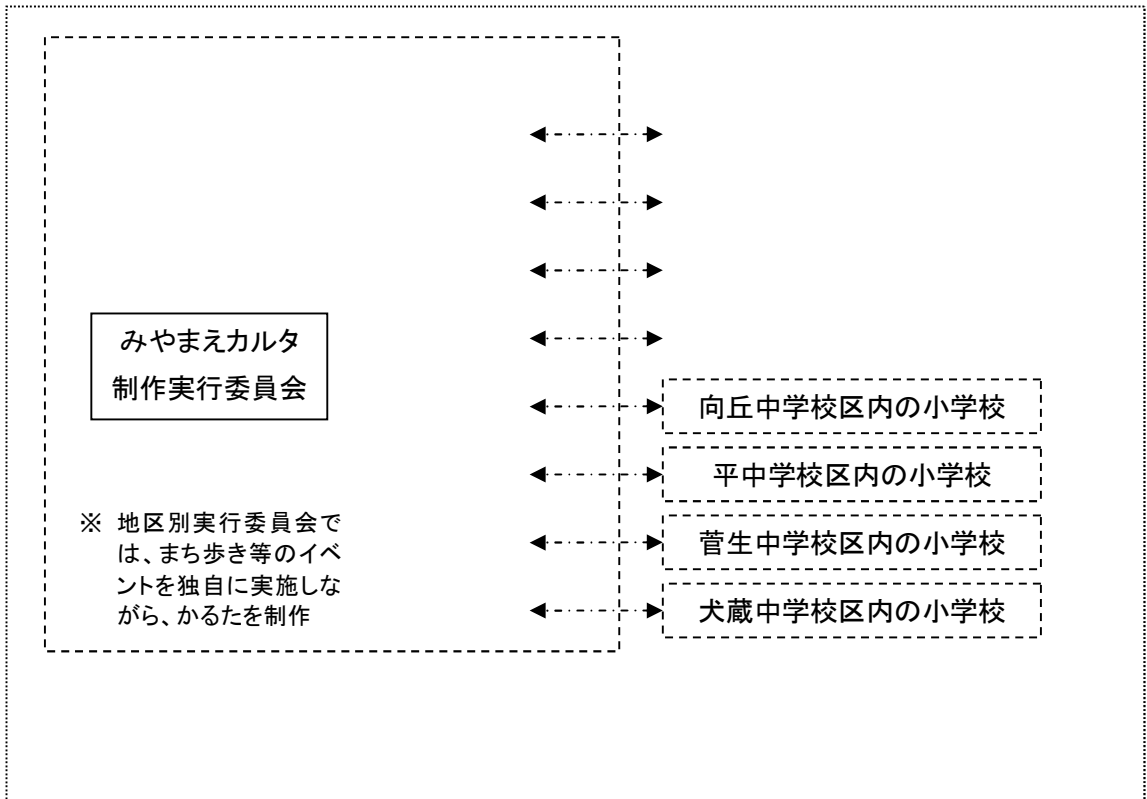 みやまえカルタ
制作実行委員会
向丘中学校区内の小学校
平中学校区内の小学校
菅生中学校区内の小学校
犬蔵中学校区内の小学校
※ 地区別実行委員会で
は、まち歩き等のイベ
ントを独自に実施しな
がら、かるたを制作